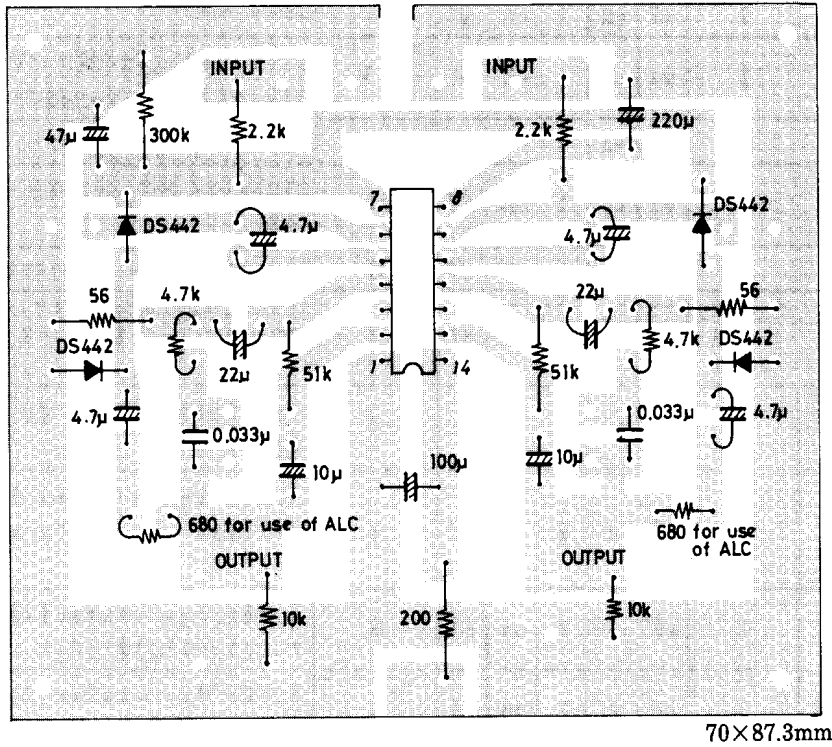 INPUT
INPUT
47μ
300k
2.2k
2.2k
220μ
7
8
DS442
4.7μ
4.7μ
DS442
56
4.7k
22μ
56
DS442
22μ
4.7k
DS442
1
14
51k
51k
4.7μ
0.033μ
0.033μ
4.7μ
10μ
100μ
10μ
680 for use of ALC
680 for use
of ALC
OUTPUT
OUTPUT
10k
200
10k
70×87.3mm